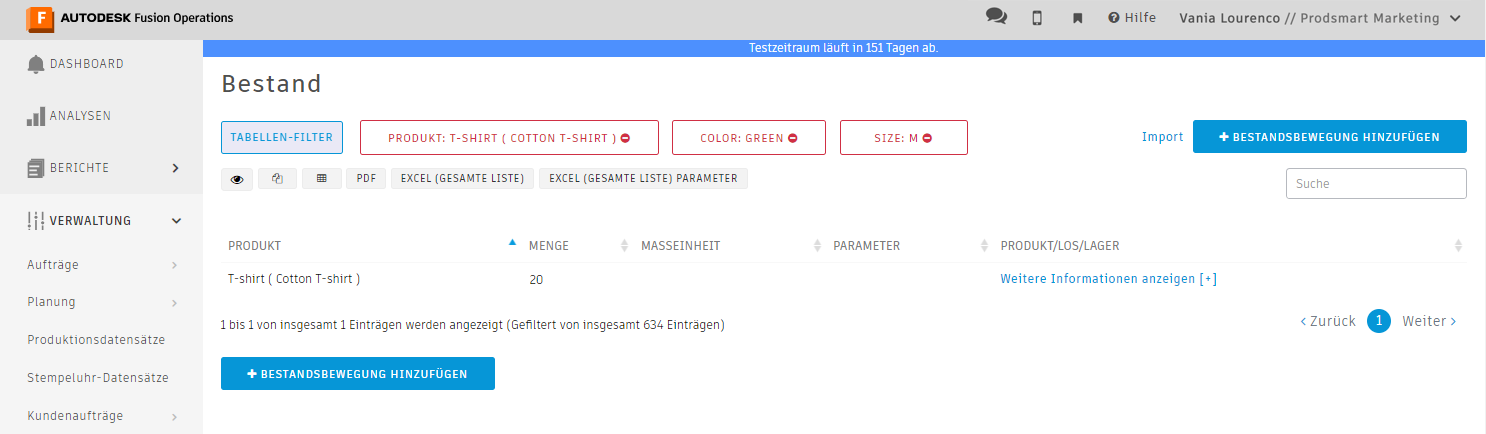 F AUTODESK Fusion Operations
Hilfe
Vania Lourenco // Prodsmart Marketing
Testzeitraum läuft in 151 Tagen ab.
DASHBOARD
ANALYSEN
BERICHTE
VERWALTUNG
Aufträge
Planung
Produktionsdatensätze
Stempeluhr-Datensätze
Kundenaufträge
Bestand
TABELLEN-FILTER
PRODUKT: T-SHIRT ( COTTON T-SHIRT )
COLOR: GREEN
SIZE: M
Import
+ BESTANDSBEWEGUNG HINZUFÜGEN
PDF
EXCEL (GESAMTE LISTE)
EXCEL (GESAMTE LISTE) PARAMETER
Suche
PRODUKT MENGE MASSEINHEIT PARAMETER PRODUKT/LOS/LAGER
T-shirt ( Cotton T-shirt ) 20 Weitere Informationen anzeigen [+]
1 bis 1 von insgesamt 1 Einträgen werden angezeigt (Gefiltert von insgesamt 634 Einträgen)
< Zurück 1 Weiter >
+ BESTANDSBEWEGUNG HINZUFÜGEN